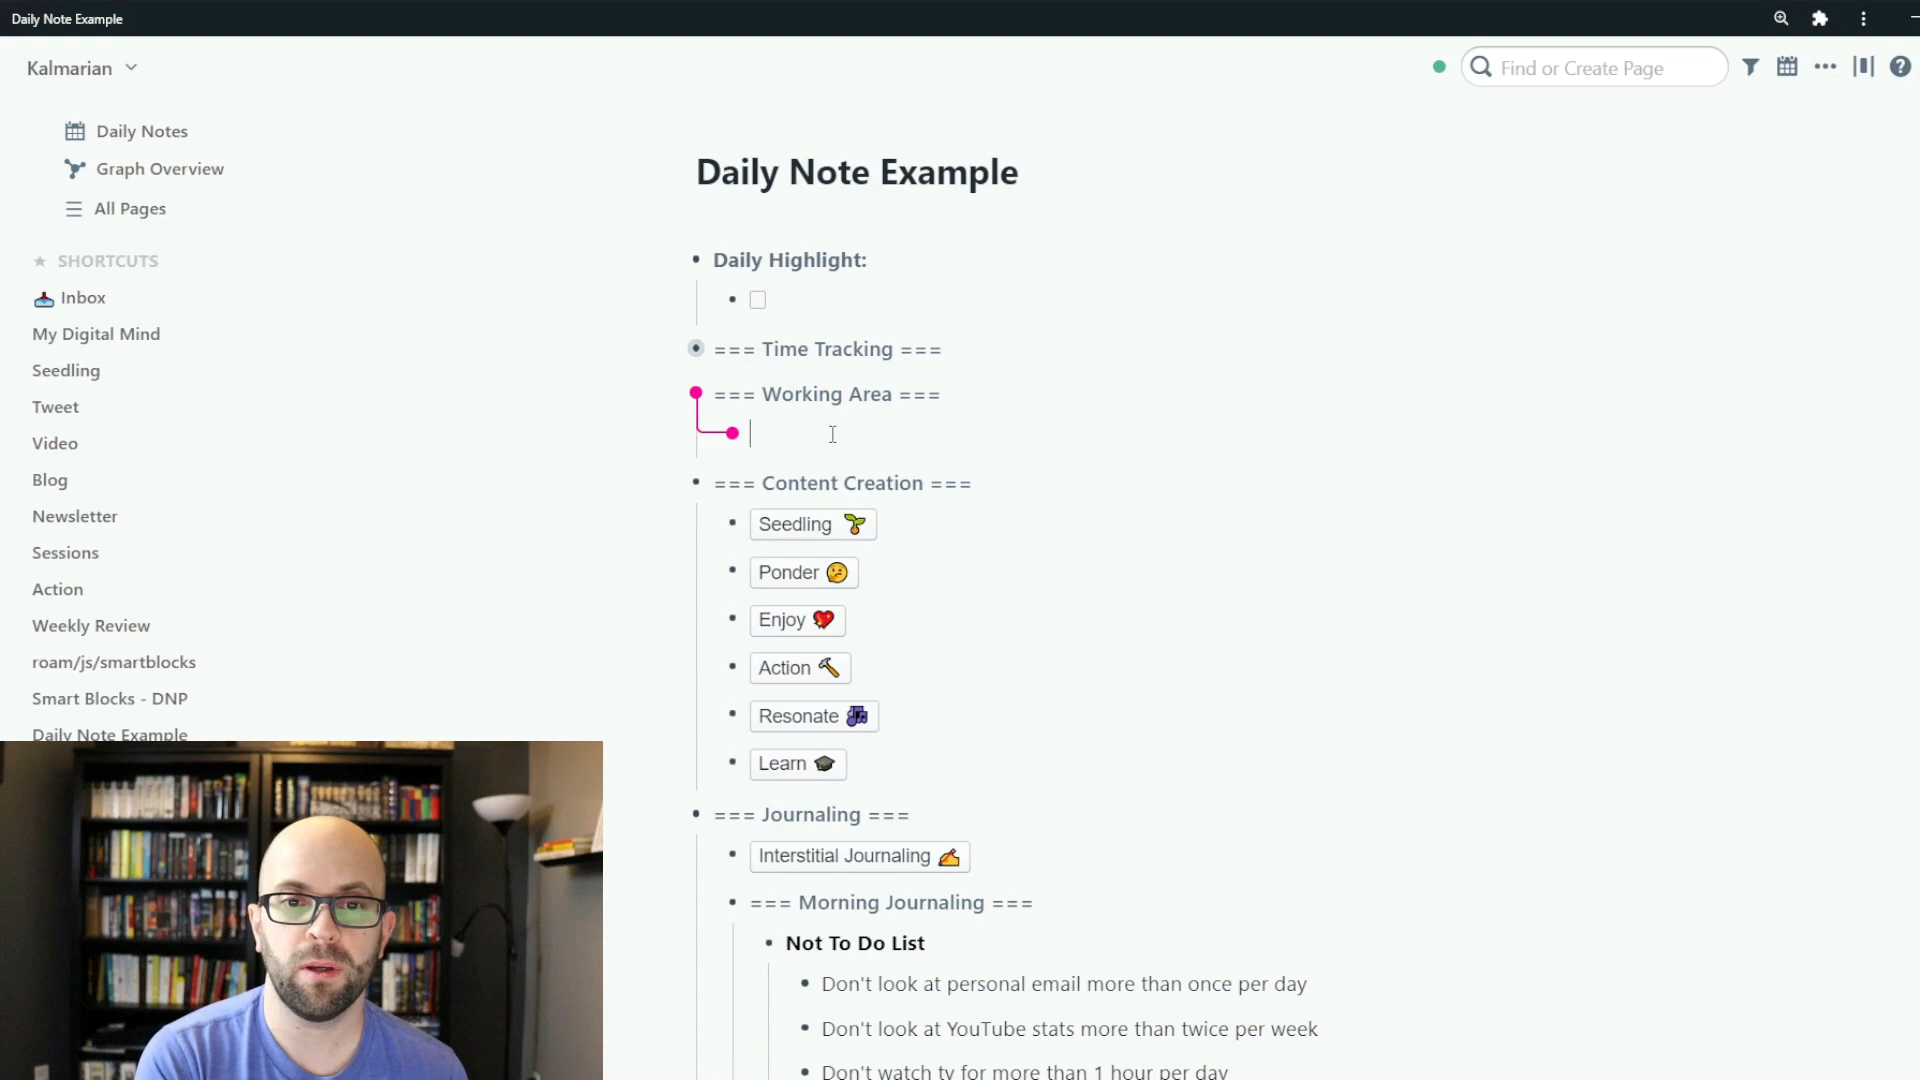 Daily Note Example
Kalmarian
Find or Create Page
Daily Notes
Graph Overview
All Pages
SHORTCUTS
Inbox
My Digital Mind
Seedling
Tweet
Video
Blog
Newsletter
Sessions
Action
Weekly Review
roam/js/smartblocks
Smart Blocks - DNP
Daily Note Example
Daily Note Example
Daily Highlight:
=== Time Tracking ===
=== Working Area ===
=== Content Creation ===
Seedling 🌱
Ponder 🤔
Enjoy 💖
Action 🔨
Resonate 🎶
Learn 🎓
=== Journaling ===
Interstitial Journaling ✍
=== Morning Journaling ===
Not To Do List
Don't look at personal email more than once per day
Don't look at YouTube stats more than twice per week
Don't watch tv for more than 1 hour per day